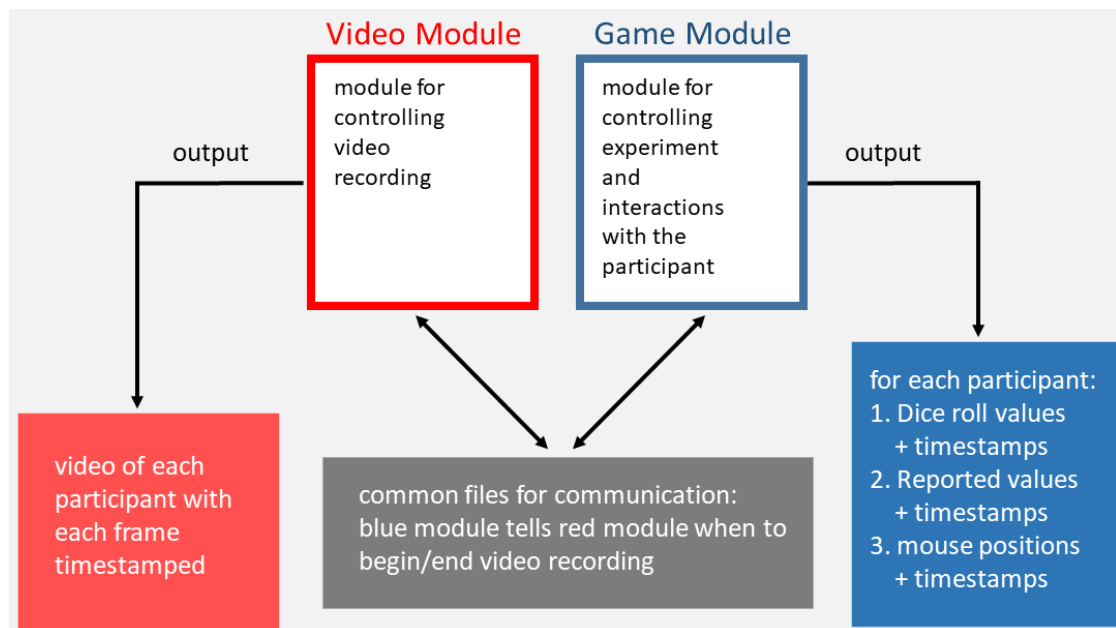 Video Module
module for
controlling
video
recording
Game Module
module for
controlling
experiment
and
interactions
with the
participant
output
output
video of each
participant with
each frame
timestamped
common files for communication:
blue module tells red module when to
begin/end video recording
for each participant:
1. Dice roll values
+ timestamps
2. Reported values
+ timestamps
3. mouse positions
+ timestamps